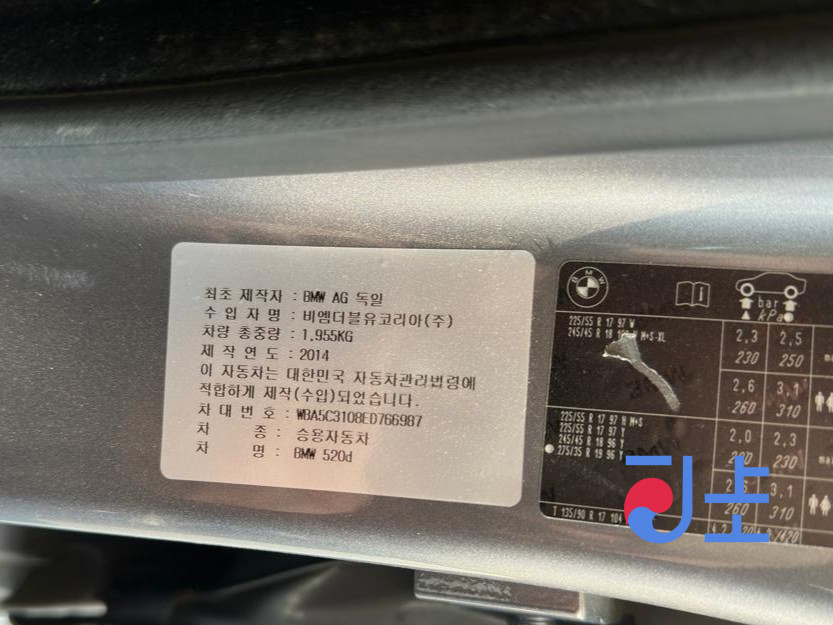 최초 제작자 : BMW AG 독일
수 입 자 명 : 비엠더블유코리아(주)
차량 총중량 : 1,955KG
제 작 연 도 : 2014
이 자동차는 대한민국 자동차관리법령에
적합하게 제작(수입)되었습니다.
차 대 번 호 : WBA5C3108ED766987
차 종 : 승용자동차
차 명 : BMW 520d
BMW
bar
kPa
225/55 R 17 97 W
245/45 R 18 M+S-XL
2,3 2,5
230 250
2,6 3,1
260 310
225/55 R 17 97 H M+S
225/55 R 17 97 Y
245/45 R 18 96 Y
275/35 R 19 96 Y
2,0 2,3
230
3.1
260 310
T 135/90 R 17 104
/420